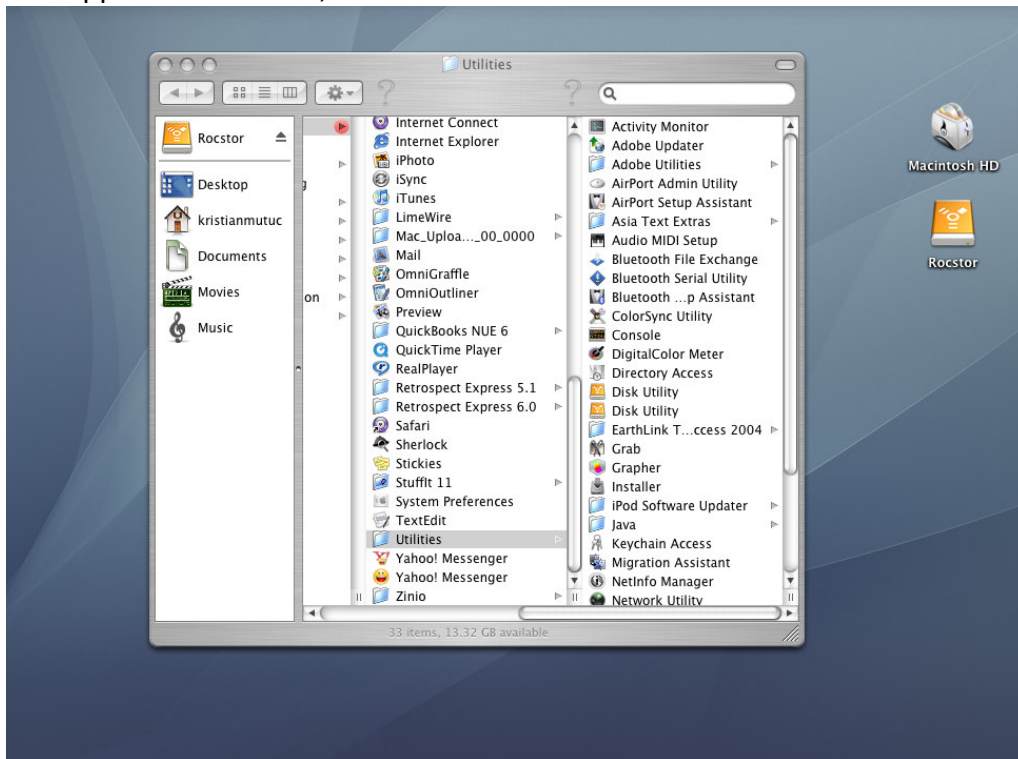 Utilities
Rocstor
Desktop
kristianmutuc
Documents
Movies
Music
g
on
Internet Connect
Internet Explorer
iPhoto
iSync
iTunes
LimeWire
Mac_Uploa..._00_0000
Mail
OmniGraffle
OmniOutliner
Preview
QuickBooks NUE 6
QuickTime Player
RealPlayer
Retrospect Express 5.1
Retrospect Express 6.0
Safari
Sherlock
Stickies
StuffIt 11
System Preferences
TextEdit
Utilities
Yahoo! Messenger
Yahoo! Messenger
Zinio
Activity Monitor
Adobe Updater
Adobe Utilities
AirPort Admin Utility
AirPort Setup Assistant
Asia Text Extras
Audio MIDI Setup
Bluetooth File Exchange
Bluetooth Serial Utility
Bluetooth ...p Assistant
ColorSync Utility
Console
DigitalColor Meter
Directory Access
Disk Utility
Disk Utility
EarthLink T...ccess 2004
Grab
Grapher
Installer
iPod Software Updater
Java
Keychain Access
Migration Assistant
NetInfo Manager
Network Utility
33 items, 13.32 GB available
Macintosh HD
Rocstor